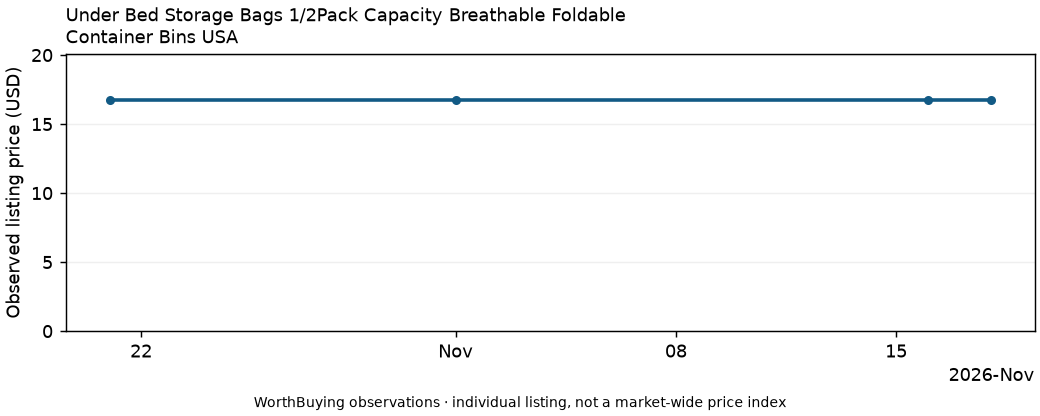 Under Bed Storage Bags 1/2Pack Capacity Breathable Foldable
Container Bins USA
Observed listing price (USD)
20
15
10
5
0
22
Nov
08
15
2026-Nov
WorthBuying observations · individual listing, not a market-wide price index